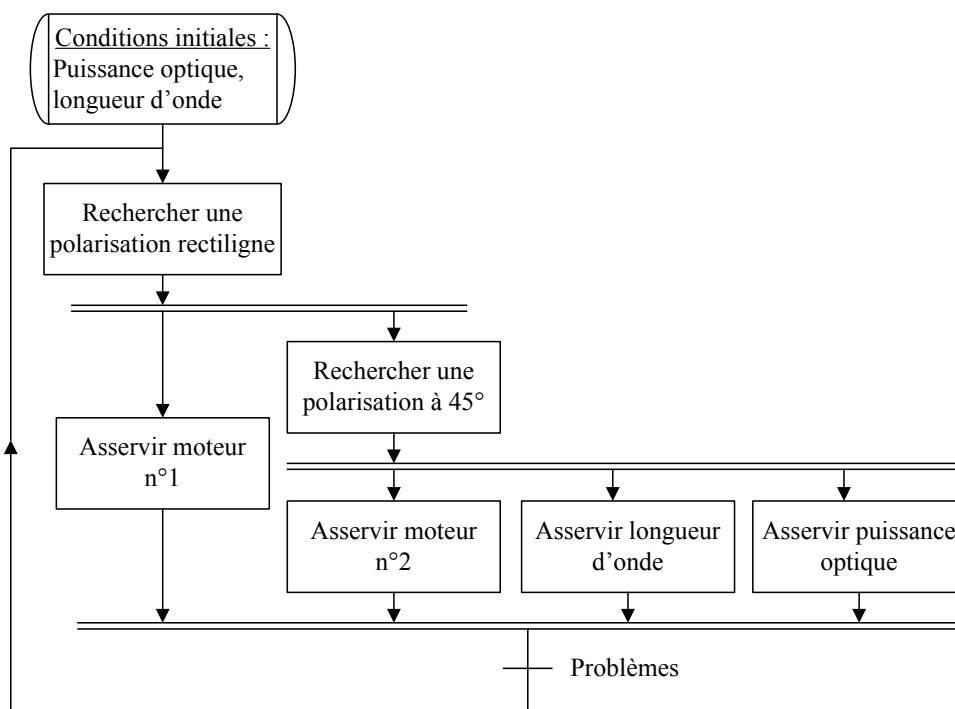 Conditions initiales :
Puissance optique,
longueur d’onde
Rechercher une
polarisation rectiligne
Rechercher une
polarisation à 45°
Asservir moteur
n°1
Asservir moteur
n°2
Asservir longueur
d’onde
Asservir puissance
optique
Problèmes